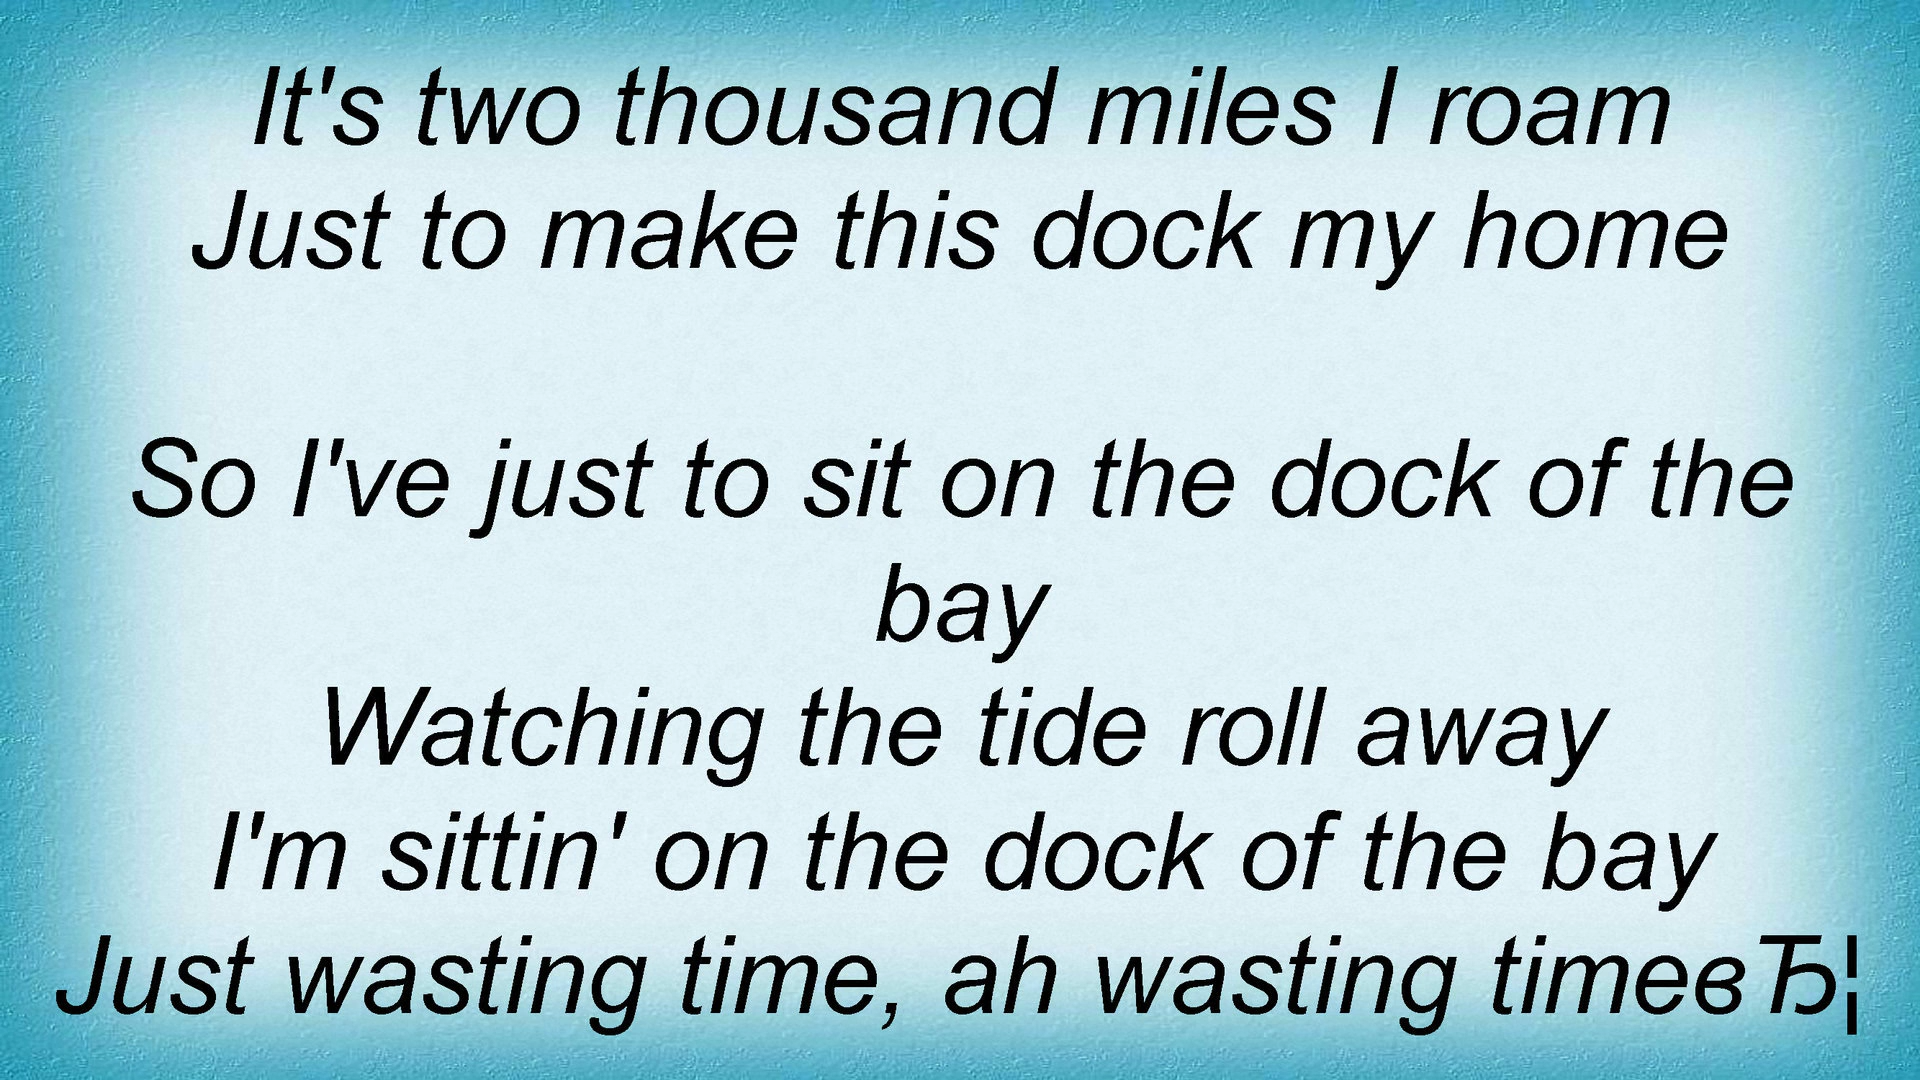 It's two thousand miles I roam
Just to make this dock my home
So I've just to sit on the dock of the
bay
Watching the tide roll away
I'm sittin' on the dock of the bay
Just wasting time, ah wasting timeвЂ¦